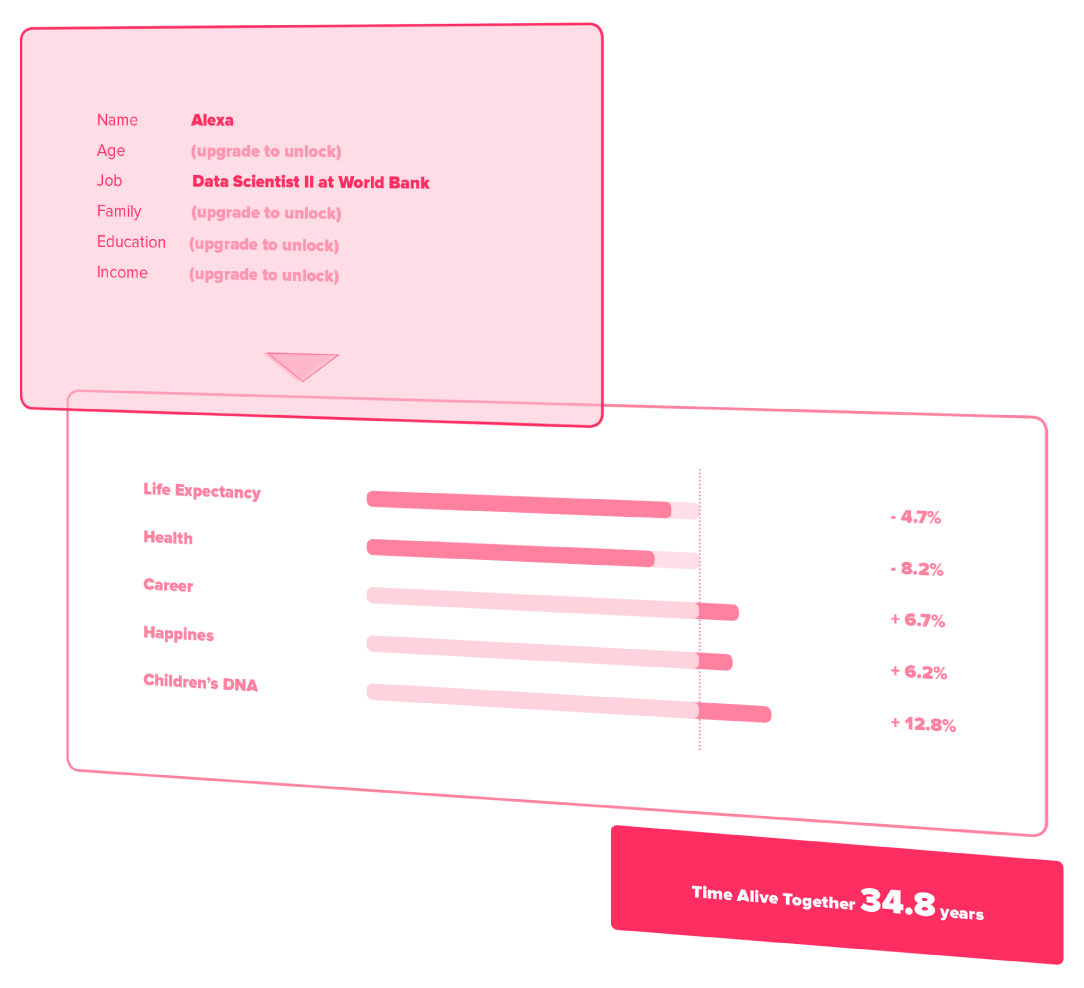 Name Alexa
Age (upgrade to unlock)
Job Data Scientist II at World Bank
Family (upgrade to unlock)
Education (upgrade to unlock)
Income (upgrade to unlock)
Life Expectancy - 4.7%
Health - 8.2%
Career + 6.7%
Happines + 6.2%
Children's DNA + 12.8%
Time Alive Together 34.8 years